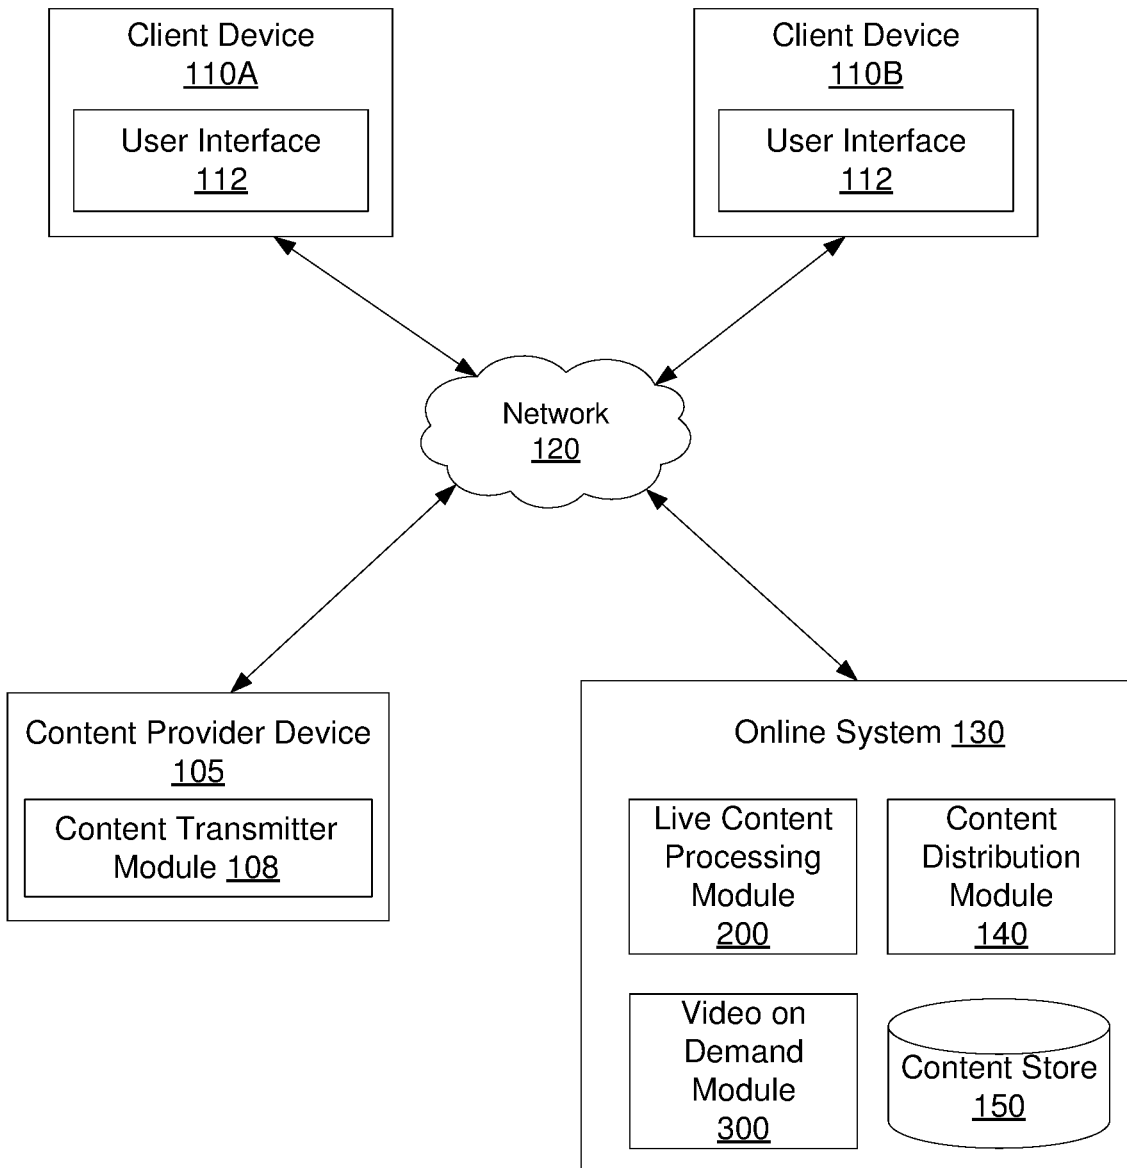 Client Device
110A
User Interface
112
Client Device
110B
User Interface
112
Network
120
Content Provider Device
105
Content Transmitter
Module 108
Online System 130
Live Content
Processing
Module
200
Content
Distribution
Module
140
Video on
Demand
Module
300
Content Store
150